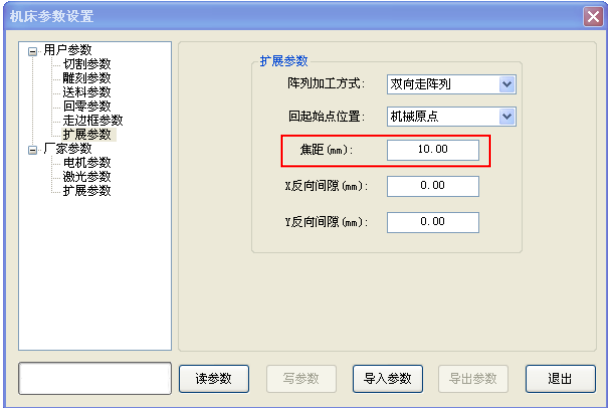 机床参数设置
用户参数
切割参数
雕刻参数
送料参数
回零参数
走边框参数
扩展参数
厂家参数
电机参数
激光参数
扩展参数
扩展参数
阵列加工方式: 双向走阵列
回起始点位置: 机械原点
焦距(mm): 10.00
X反向间隙(mm): 0.00
Y反向间隙(mm): 0.00
读参数 写参数 导入参数 导出参数 退出